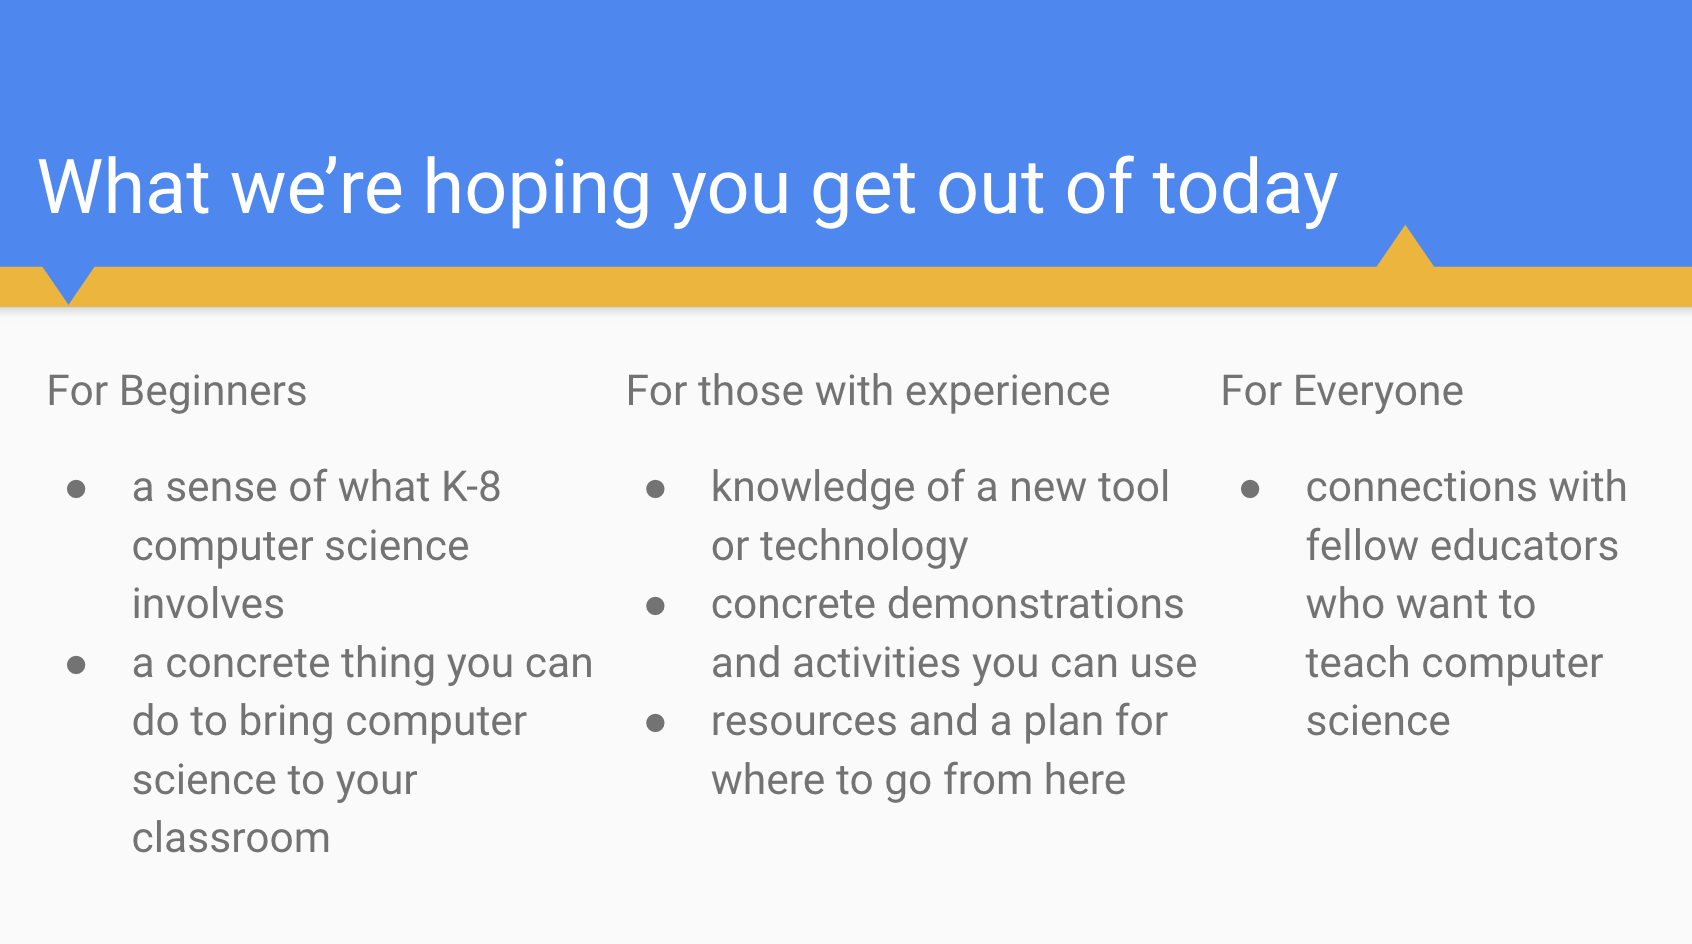 What we’re hoping you get out of today
For Beginners
● a sense of what K-8
computer science
involves
● a concrete thing you can
do to bring computer
science to your
classroom
For those with experience
● knowledge of a new tool
or technology
● concrete demonstrations
and activities you can use
● resources and a plan for
where to go from here
For Everyone
● connections with
fellow educators
who want to
teach computer
science